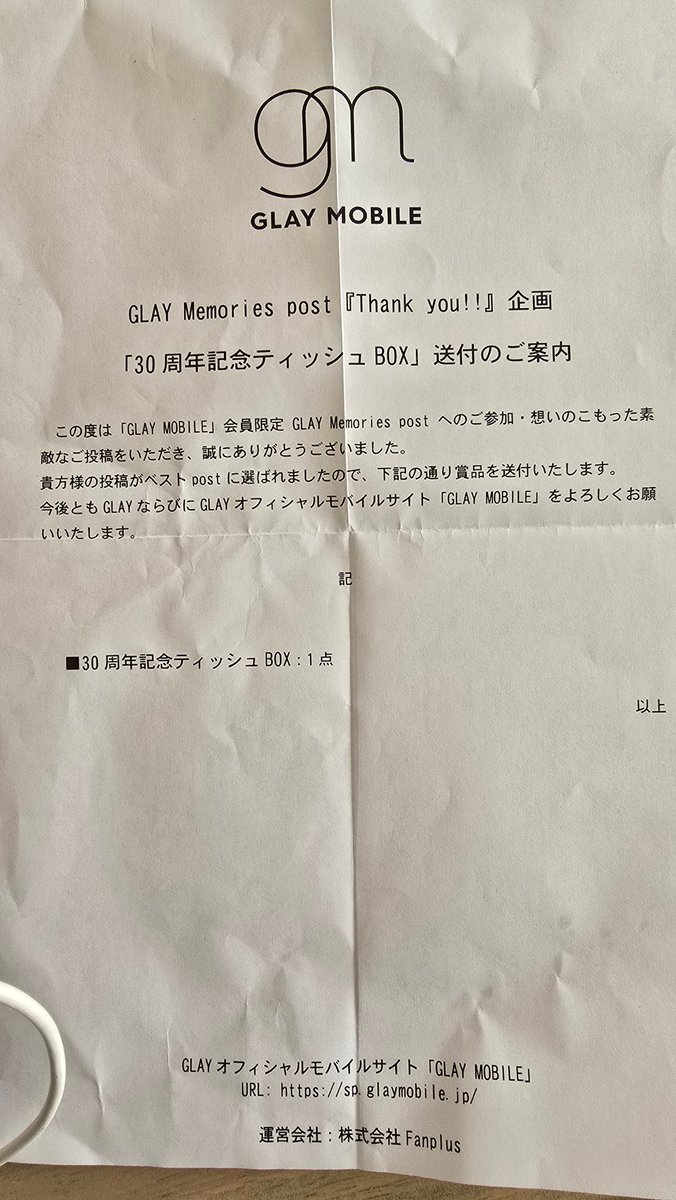 gm
GLAY MOBILE
GLAY Memories post『Thank you!!』企画
「30周年記念ティッシュBOX」送付のご案内
この度は「GLAY MOBILE」会員限定 GLAY Memories post へのご参加・想いのこもった素
敵なご投稿をいただき、誠にありがとうございました。
貴方様の投稿がベストpostに選ばれましたので、下記の通り賞品を送付いたします。
今後ともGLAYならびにGLAYオフィシャルモバイルサイト「GLAY MOBILE」をよろしくお願
いいたします。
記
■30周年記念ティッシュBOX：1点
以上
GLAYオフィシャルモバイルサイト「GLAY MOBILE」
URL: https://sp.glaymobile.jp/
運営会社：株式会社Fanplus